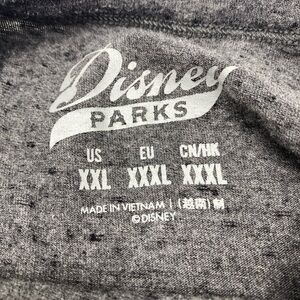 Disney
PARKS
US EU CN/HK
XXL XXXL XXXL
MADE IN VIETNAM | (越南) 制
©DISNEY